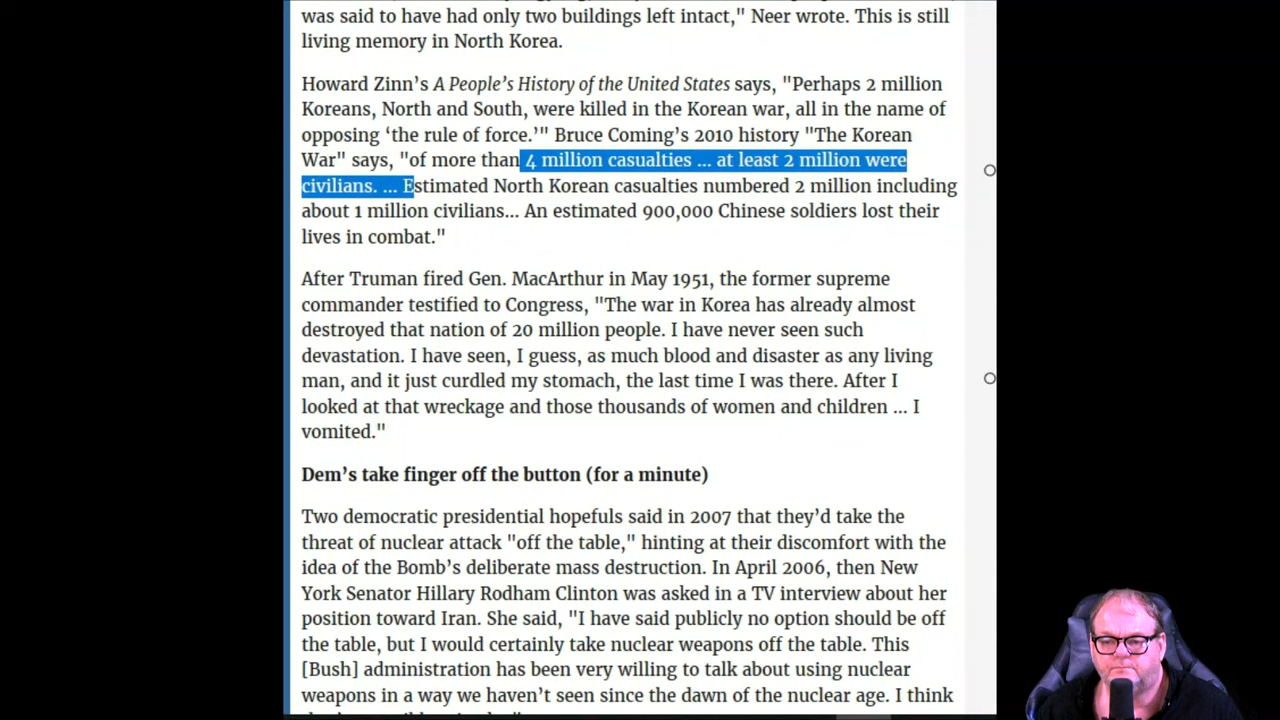 was said to have had only two buildings left intact," Neer wrote. This is still
living memory in North Korea.
Howard Zinn’s A People’s History of the United States says, "Perhaps 2 million
Koreans, North and South, were killed in the Korean war, all in the name of
opposing ‘the rule of force.’" Bruce Coming’s 2010 history "The Korean
War" says, "of more than 4 million casualties ... at least 2 million were
civilians. ... Estimated North Korean casualties numbered 2 million including
about 1 million civilians... An estimated 900,000 Chinese soldiers lost their
lives in combat."
After Truman fired Gen. MacArthur in May 1951, the former supreme
commander testified to Congress, "The war in Korea has already almost
destroyed that nation of 20 million people. I have never seen such
devastation. I have seen, I guess, as much blood and disaster as any living
man, and it just curdled my stomach, the last time I was there. After I
looked at that wreckage and those thousands of women and children ... I
vomited."
Dem’s take finger off the button (for a minute)
Two democratic presidential hopefuls said in 2007 that they’d take the
threat of nuclear attack "off the table," hinting at their discomfort with the
idea of the Bomb’s deliberate mass destruction. In April 2006, then New
York Senator Hillary Rodham Clinton was asked in a TV interview about her
position toward Iran. She said, "I have said publicly no option should be off
the table, but I would certainly take nuclear weapons off the table. This
[Bush] administration has been very willing to talk about using nuclear
weapons in a way we haven’t seen since the dawn of the nuclear age. I think